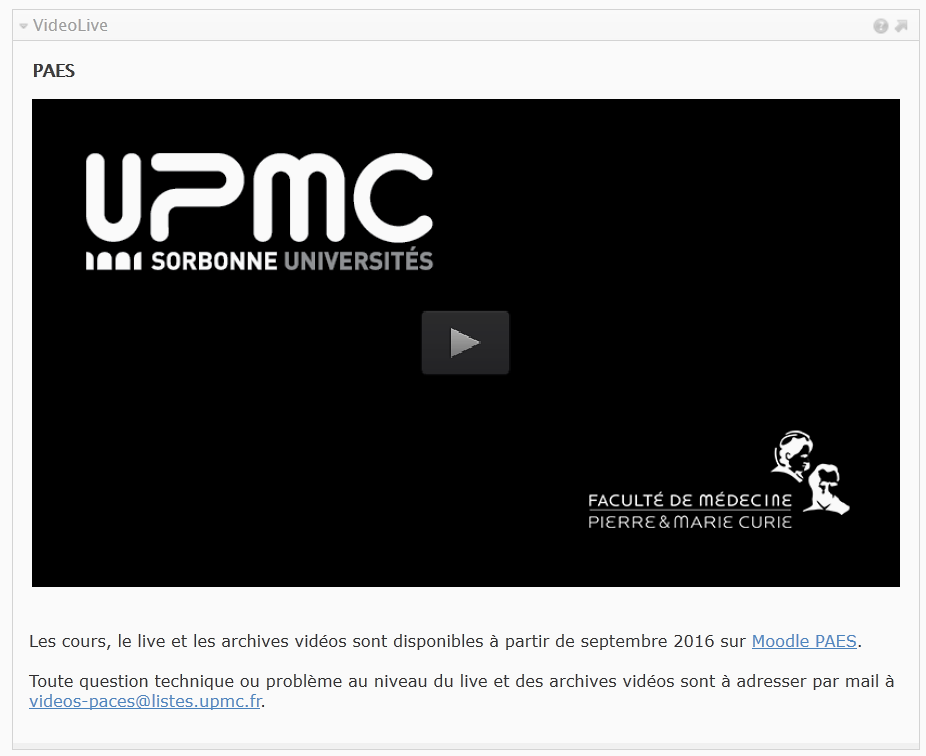 VideoLive
PAES
UPMC
SORBONNE UNIVERSITÉS
FACULTÉ DE MÉDECINE
PIERRE & MARIE CURIE
Les cours, le live et les archives vidéos sont disponibles à partir de septembre 2016 sur Moodle PAES.
Toute question technique ou problème au niveau du live et des archives vidéos sont à adresser par mail à
videos-paces@listes.upmc.fr.